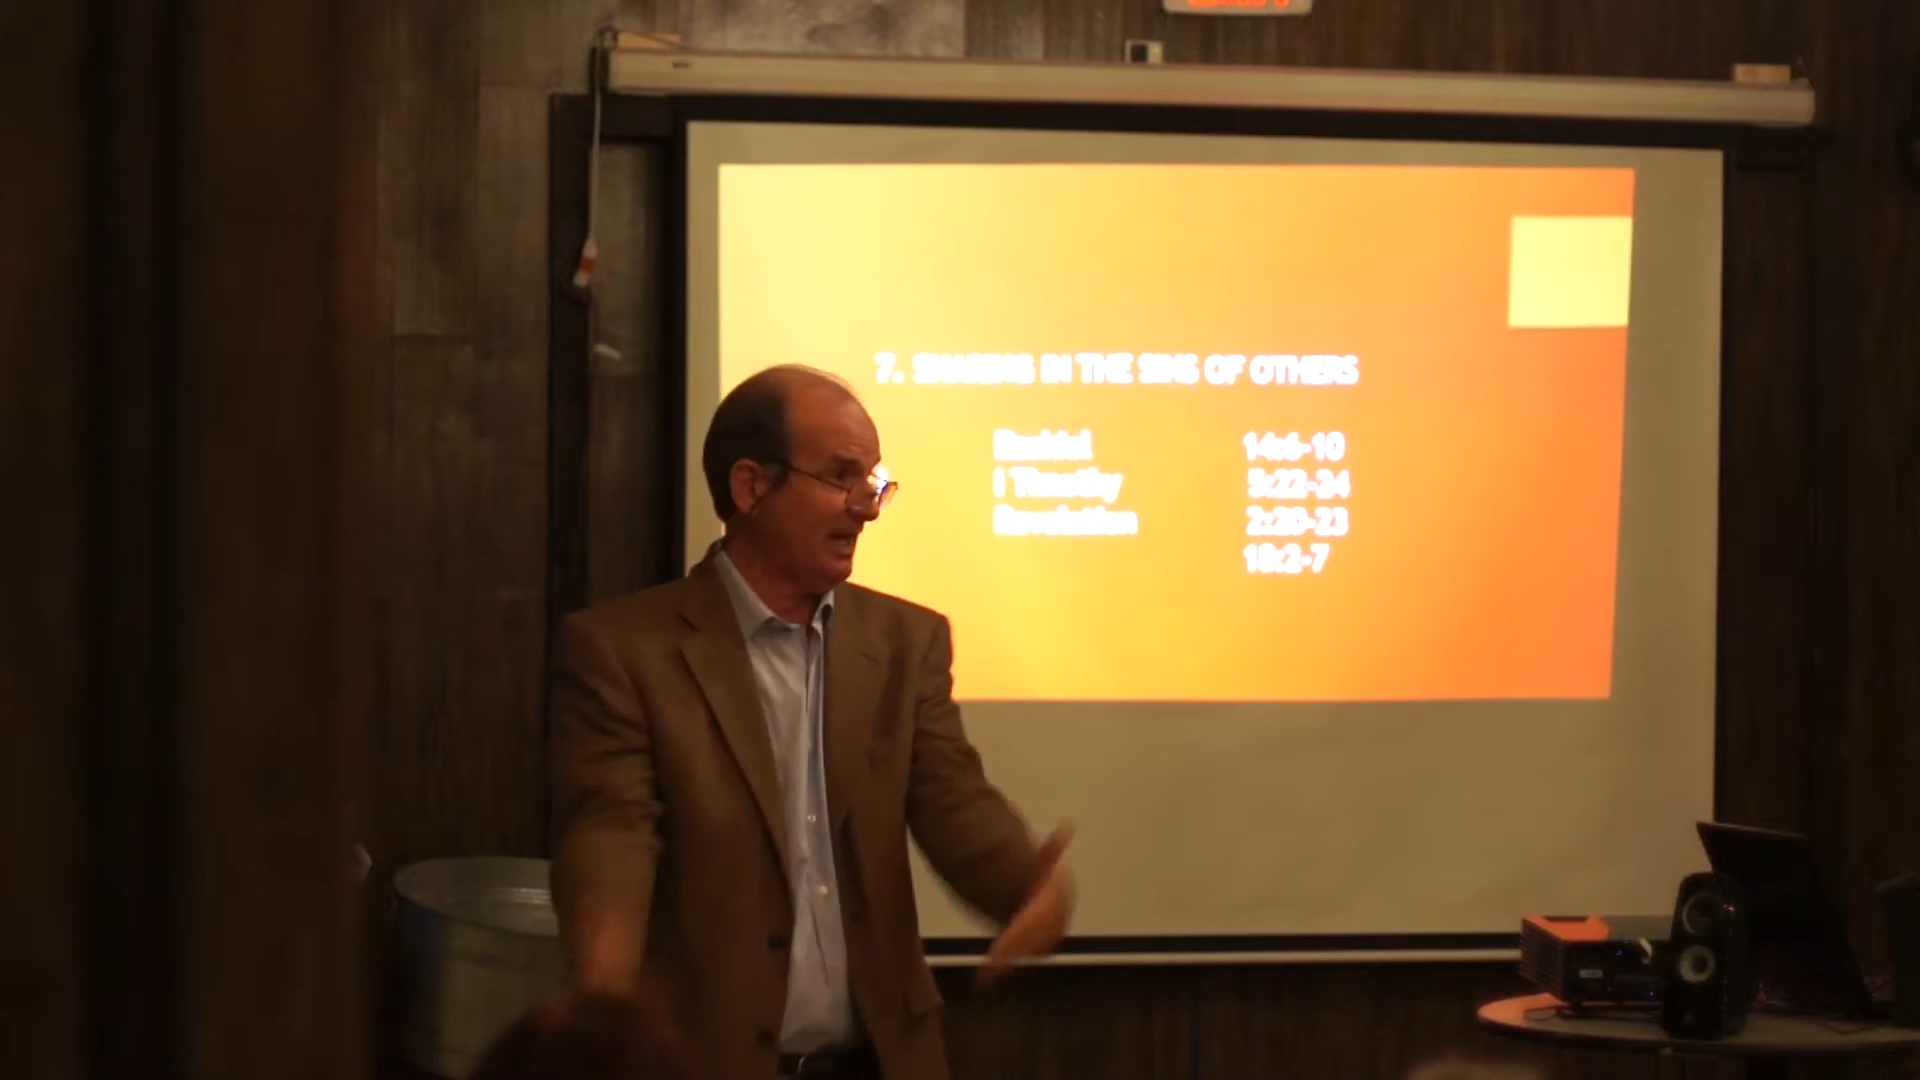 7. SHARING IN THE SINS OF OTHERS
Ezekiel 14:6-10
I Timothy 5:22-24
Revelation 2:20-23
18:2-7